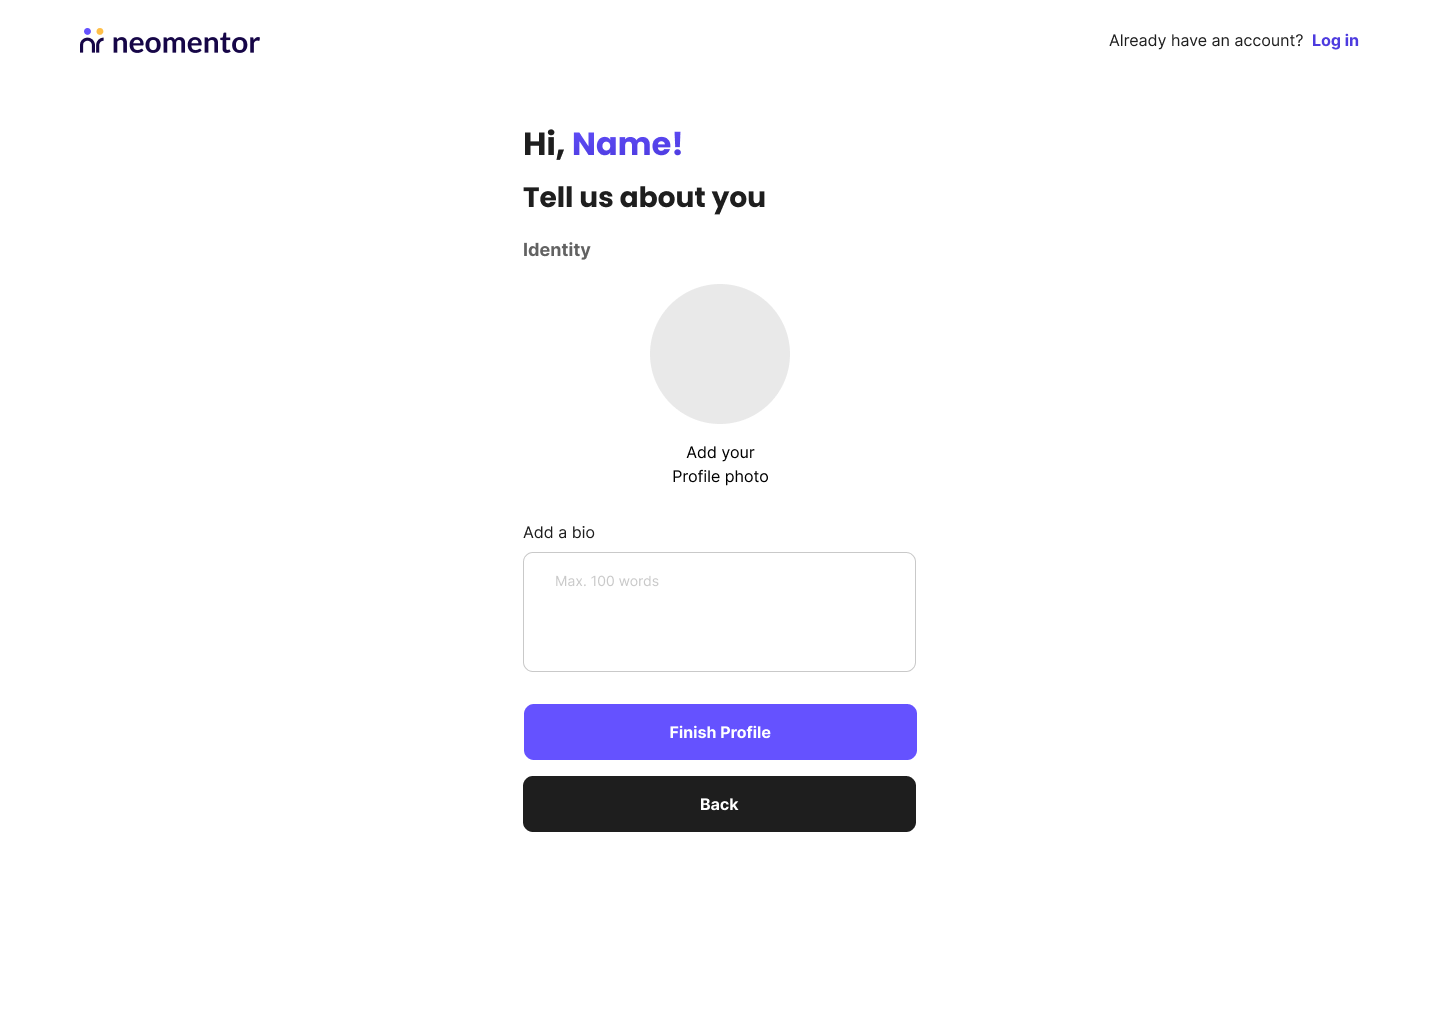 neomentor
Already have an account? Log in
Hi, Name!
Tell us about you
Identity
Add your
Profile photo
Add a bio
Max. 100 words
Finish Profile
Back